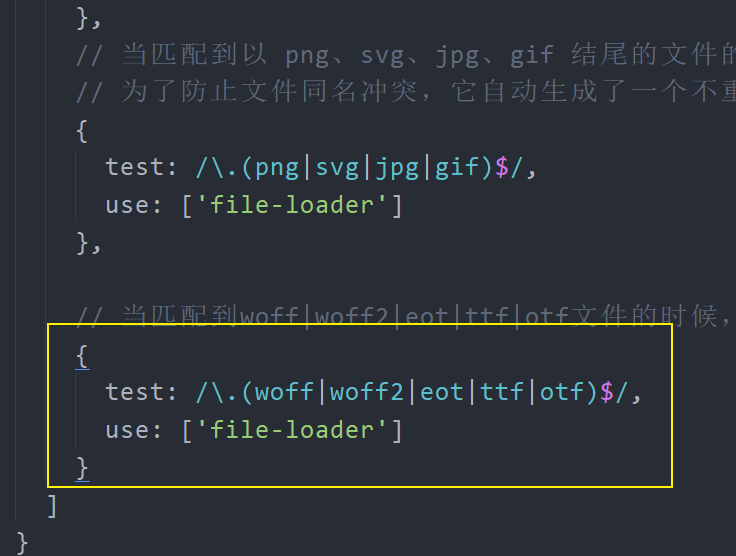 },
// 当匹配到以 png、svg、jpg、gif 结尾的文件的
// 为了防止文件同名冲突，它自动生成了一个不重
{
test: /\.(png|svg|jpg|gif)$/,
use: ['file-loader']
},
// 当匹配到woff|woff2|eot|ttf|otf文件的时候，
{
test: /\.(woff|woff2|eot|ttf|otf)$/,
use: ['file-loader']
}
]
}